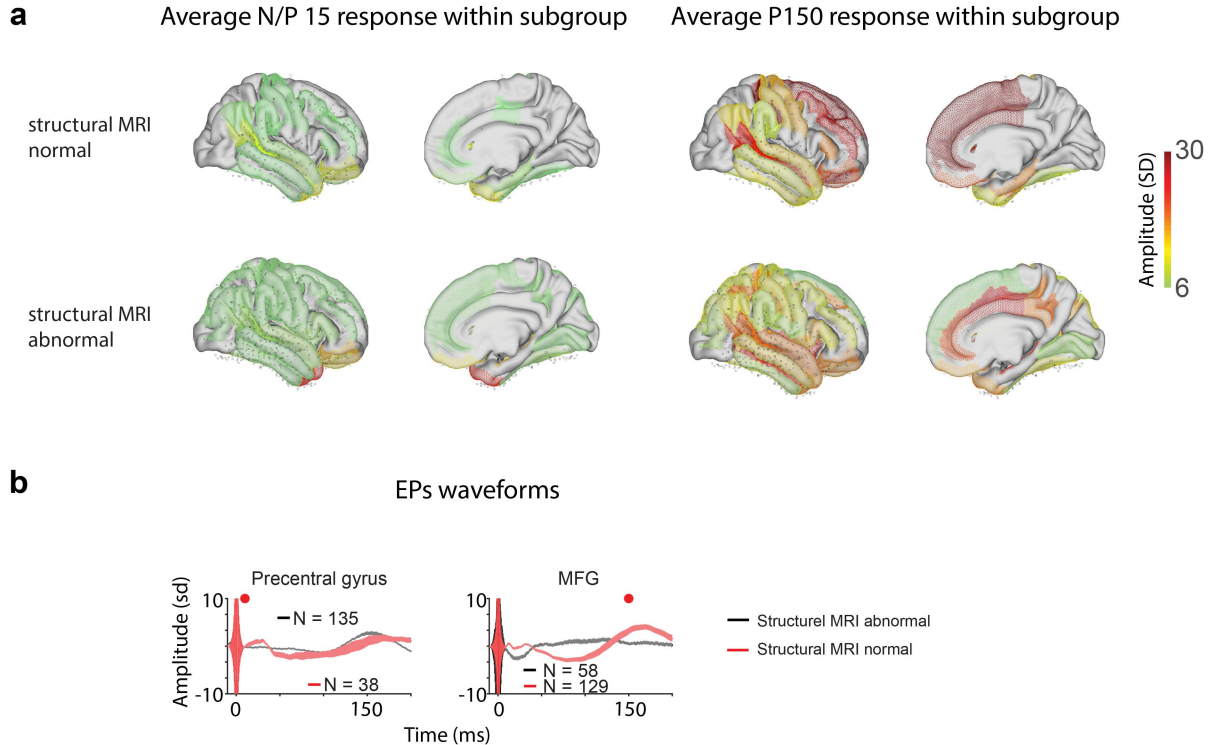 a
Average N/P 15 response within subgroup
Average P150 response within subgroup
structural MRI
normal
30
Amplitude (SD)
6
structural MRI
abnormal
b
EPs waveforms
Precentral gyrus
MFG
Amplitude (sd)
10
-10
N = 135
N = 38
0
150
10
-10
N = 58
N = 129
0
150
Time (ms)
Structurel MRI abnormal
Structural MRI normal